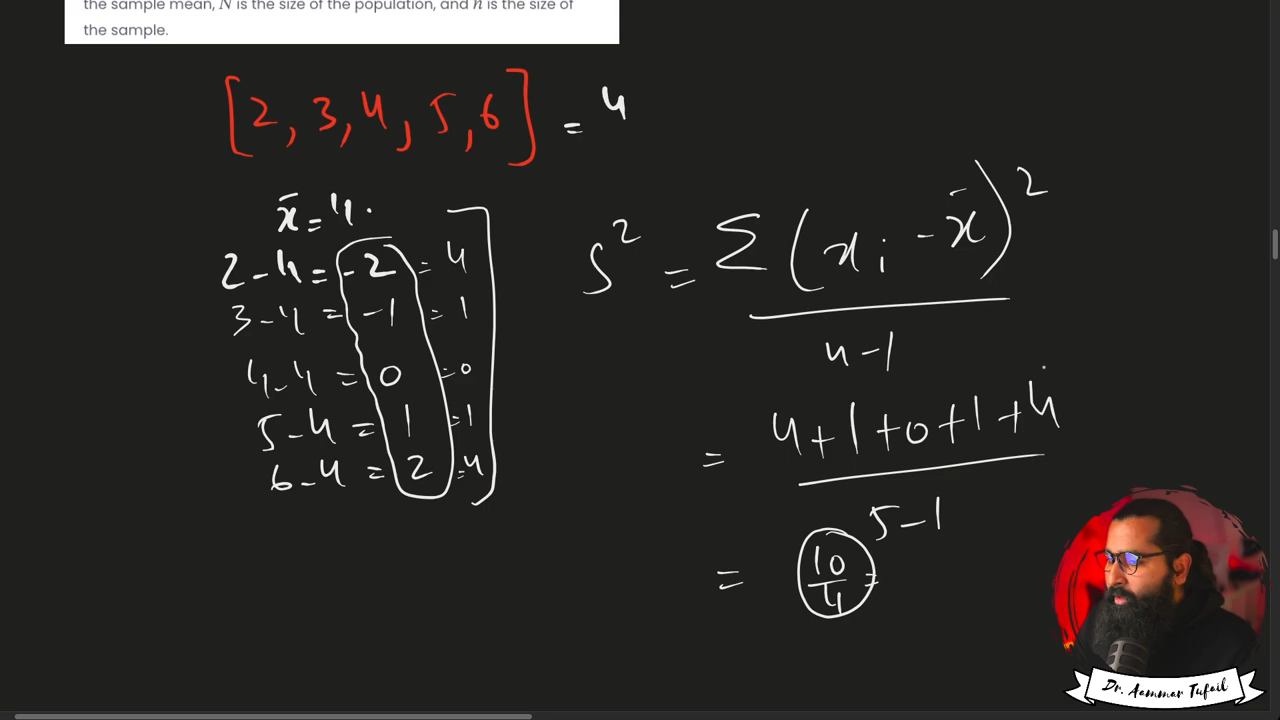 the sample mean, N is the size of the population, and n is the size of
the sample.
[2, 3, 4, 5, 6] = 4
x̄ = 4.
2 - 4 = -2 = 4
3 - 4 = -1 = 1
4 - 4 = 0 = 0
5 - 4 = 1 = 1
6 - 4 = 2 = 4
S² = Σ (xᵢ - x̄)²
n - 1
= 4 + 1 + 0 + 1 + 4
5 - 1
= 10/4 =
Dr. Aammar Tufail